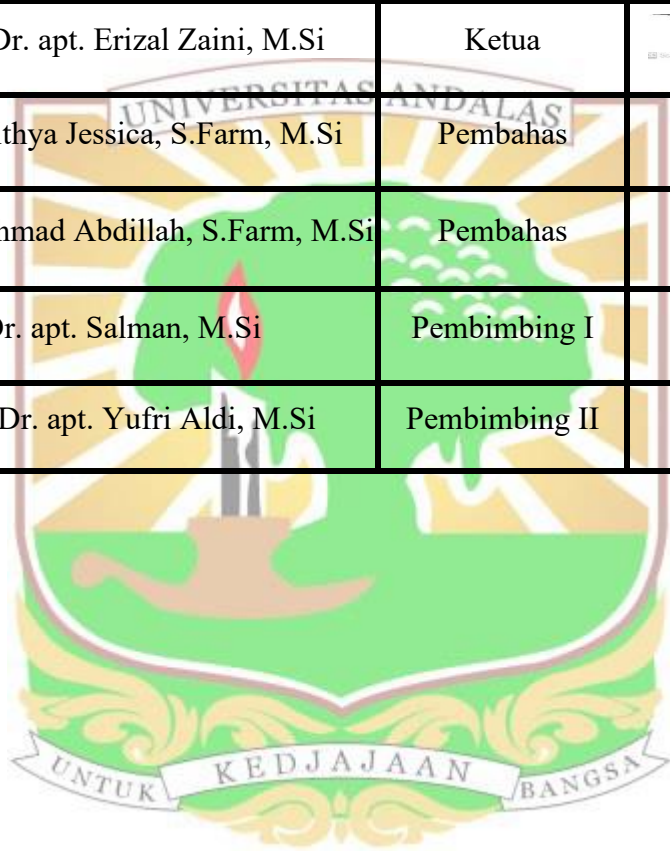 Dr. apt. Erizal Zaini, M.Si Ketua
UNIVERSITAS ANDALAS
thya Jessica, S.Farm, M.Si Pembahas
mad Abdillah, S.Farm, M.Si Pembahas
Dr. apt. Salman, M.Si Pembimbing I
Dr. apt. Yufri Aldi, M.Si Pembimbing II
UNTUK KEDJAJAAN BANGSA